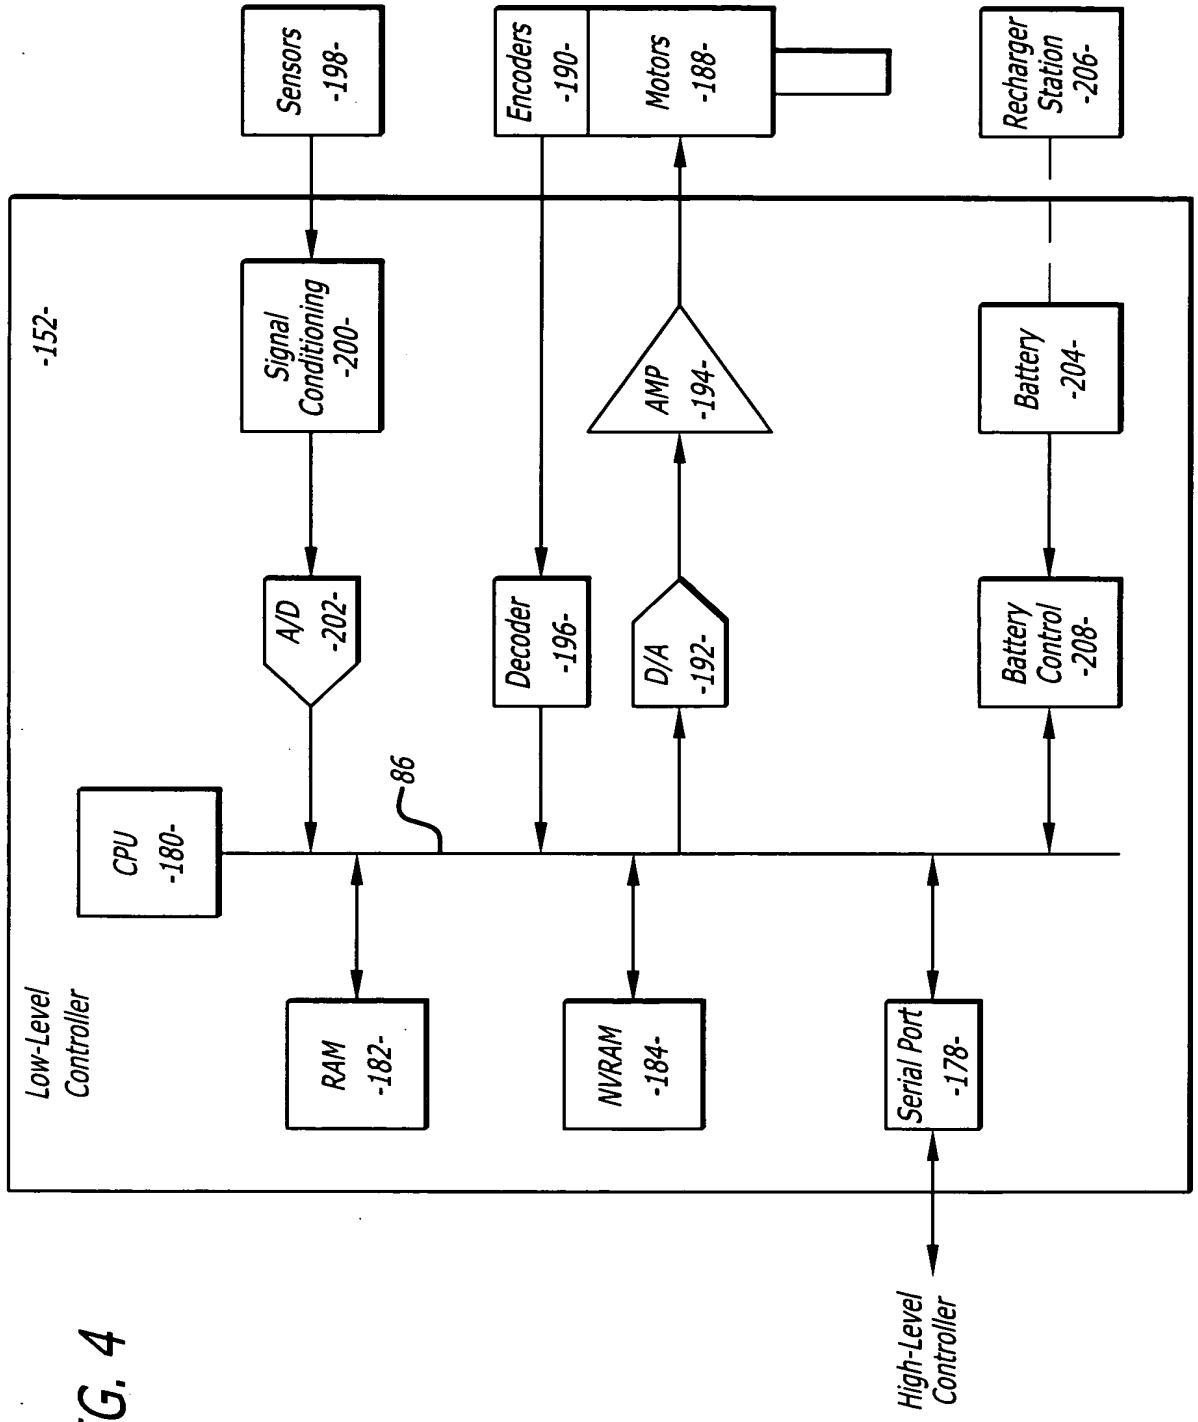 Low-Level
Controller
-152-
CPU
-180-
RAM
-182-
A/D
-202-
Signal
Conditioning
-200-
Sensors
-198-
86
NVRAM
-184-
Decoder
-196-
Encoders
-190-
D/A
-192-
AMP
-194-
Motors
-188-
High-Level
Controller
Serial Port
-178-
Battery
Control
-208-
Battery
-204-
Recharger
Station
-206-
G. 4